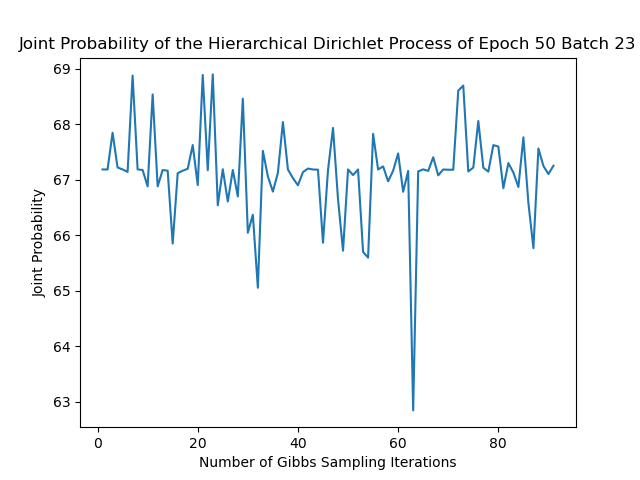 Joint Probability of the Hierarchical Dirichlet Process of Epoch 50 Batch 23
69
68
67
66
65
64
63
Joint Probability
0 20 40 60 80
Number of Gibbs Sampling Iterations